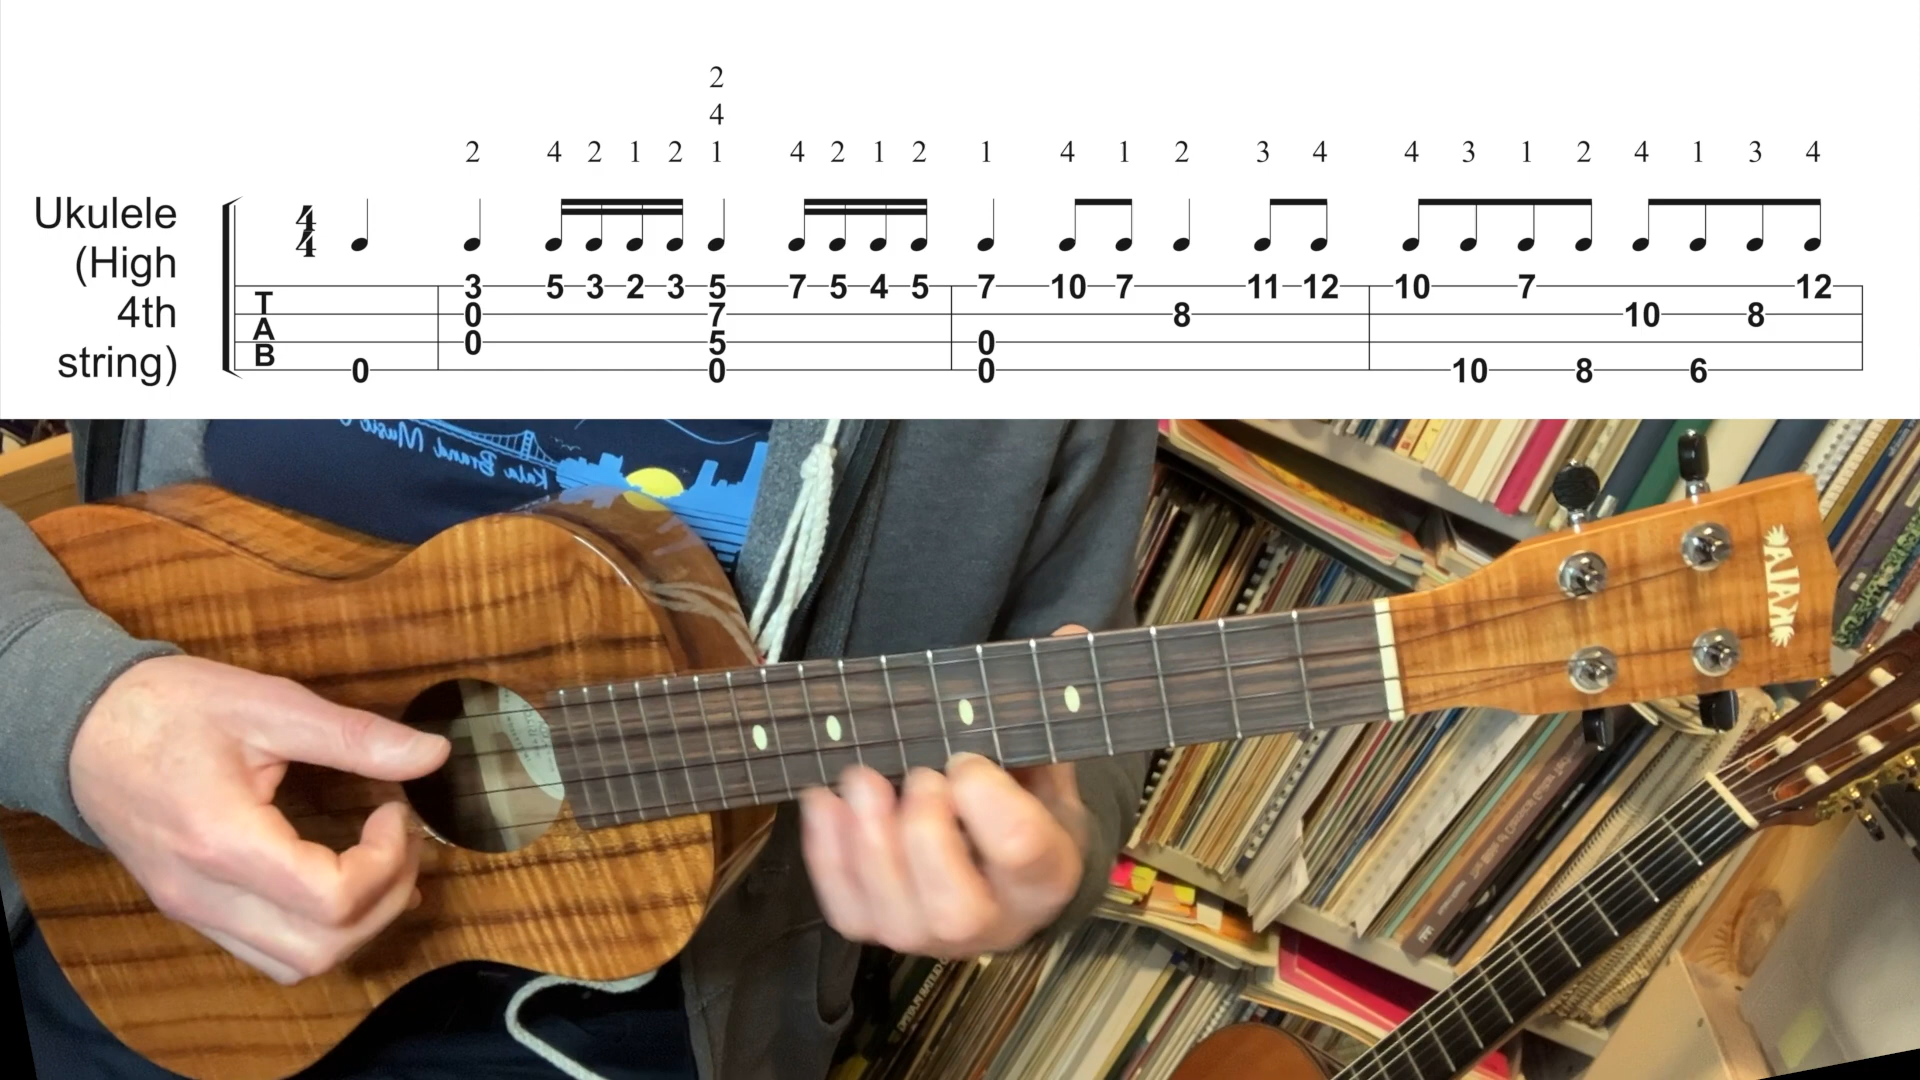 2
4
2 4 2 1 2 1 4 2 1 2 1 4 1 2 3 4 4 3 1 2 4 1 3 4
Ukulele
(High
4th
string)
4
4
T
A
B
3 5 3 2 3 5 7 5 4 5 7 10 7 11 12 10 7 12
0 7 8 10 8
0 5 0
0 0 0 10 8 6
Kala Brand Music
KALA